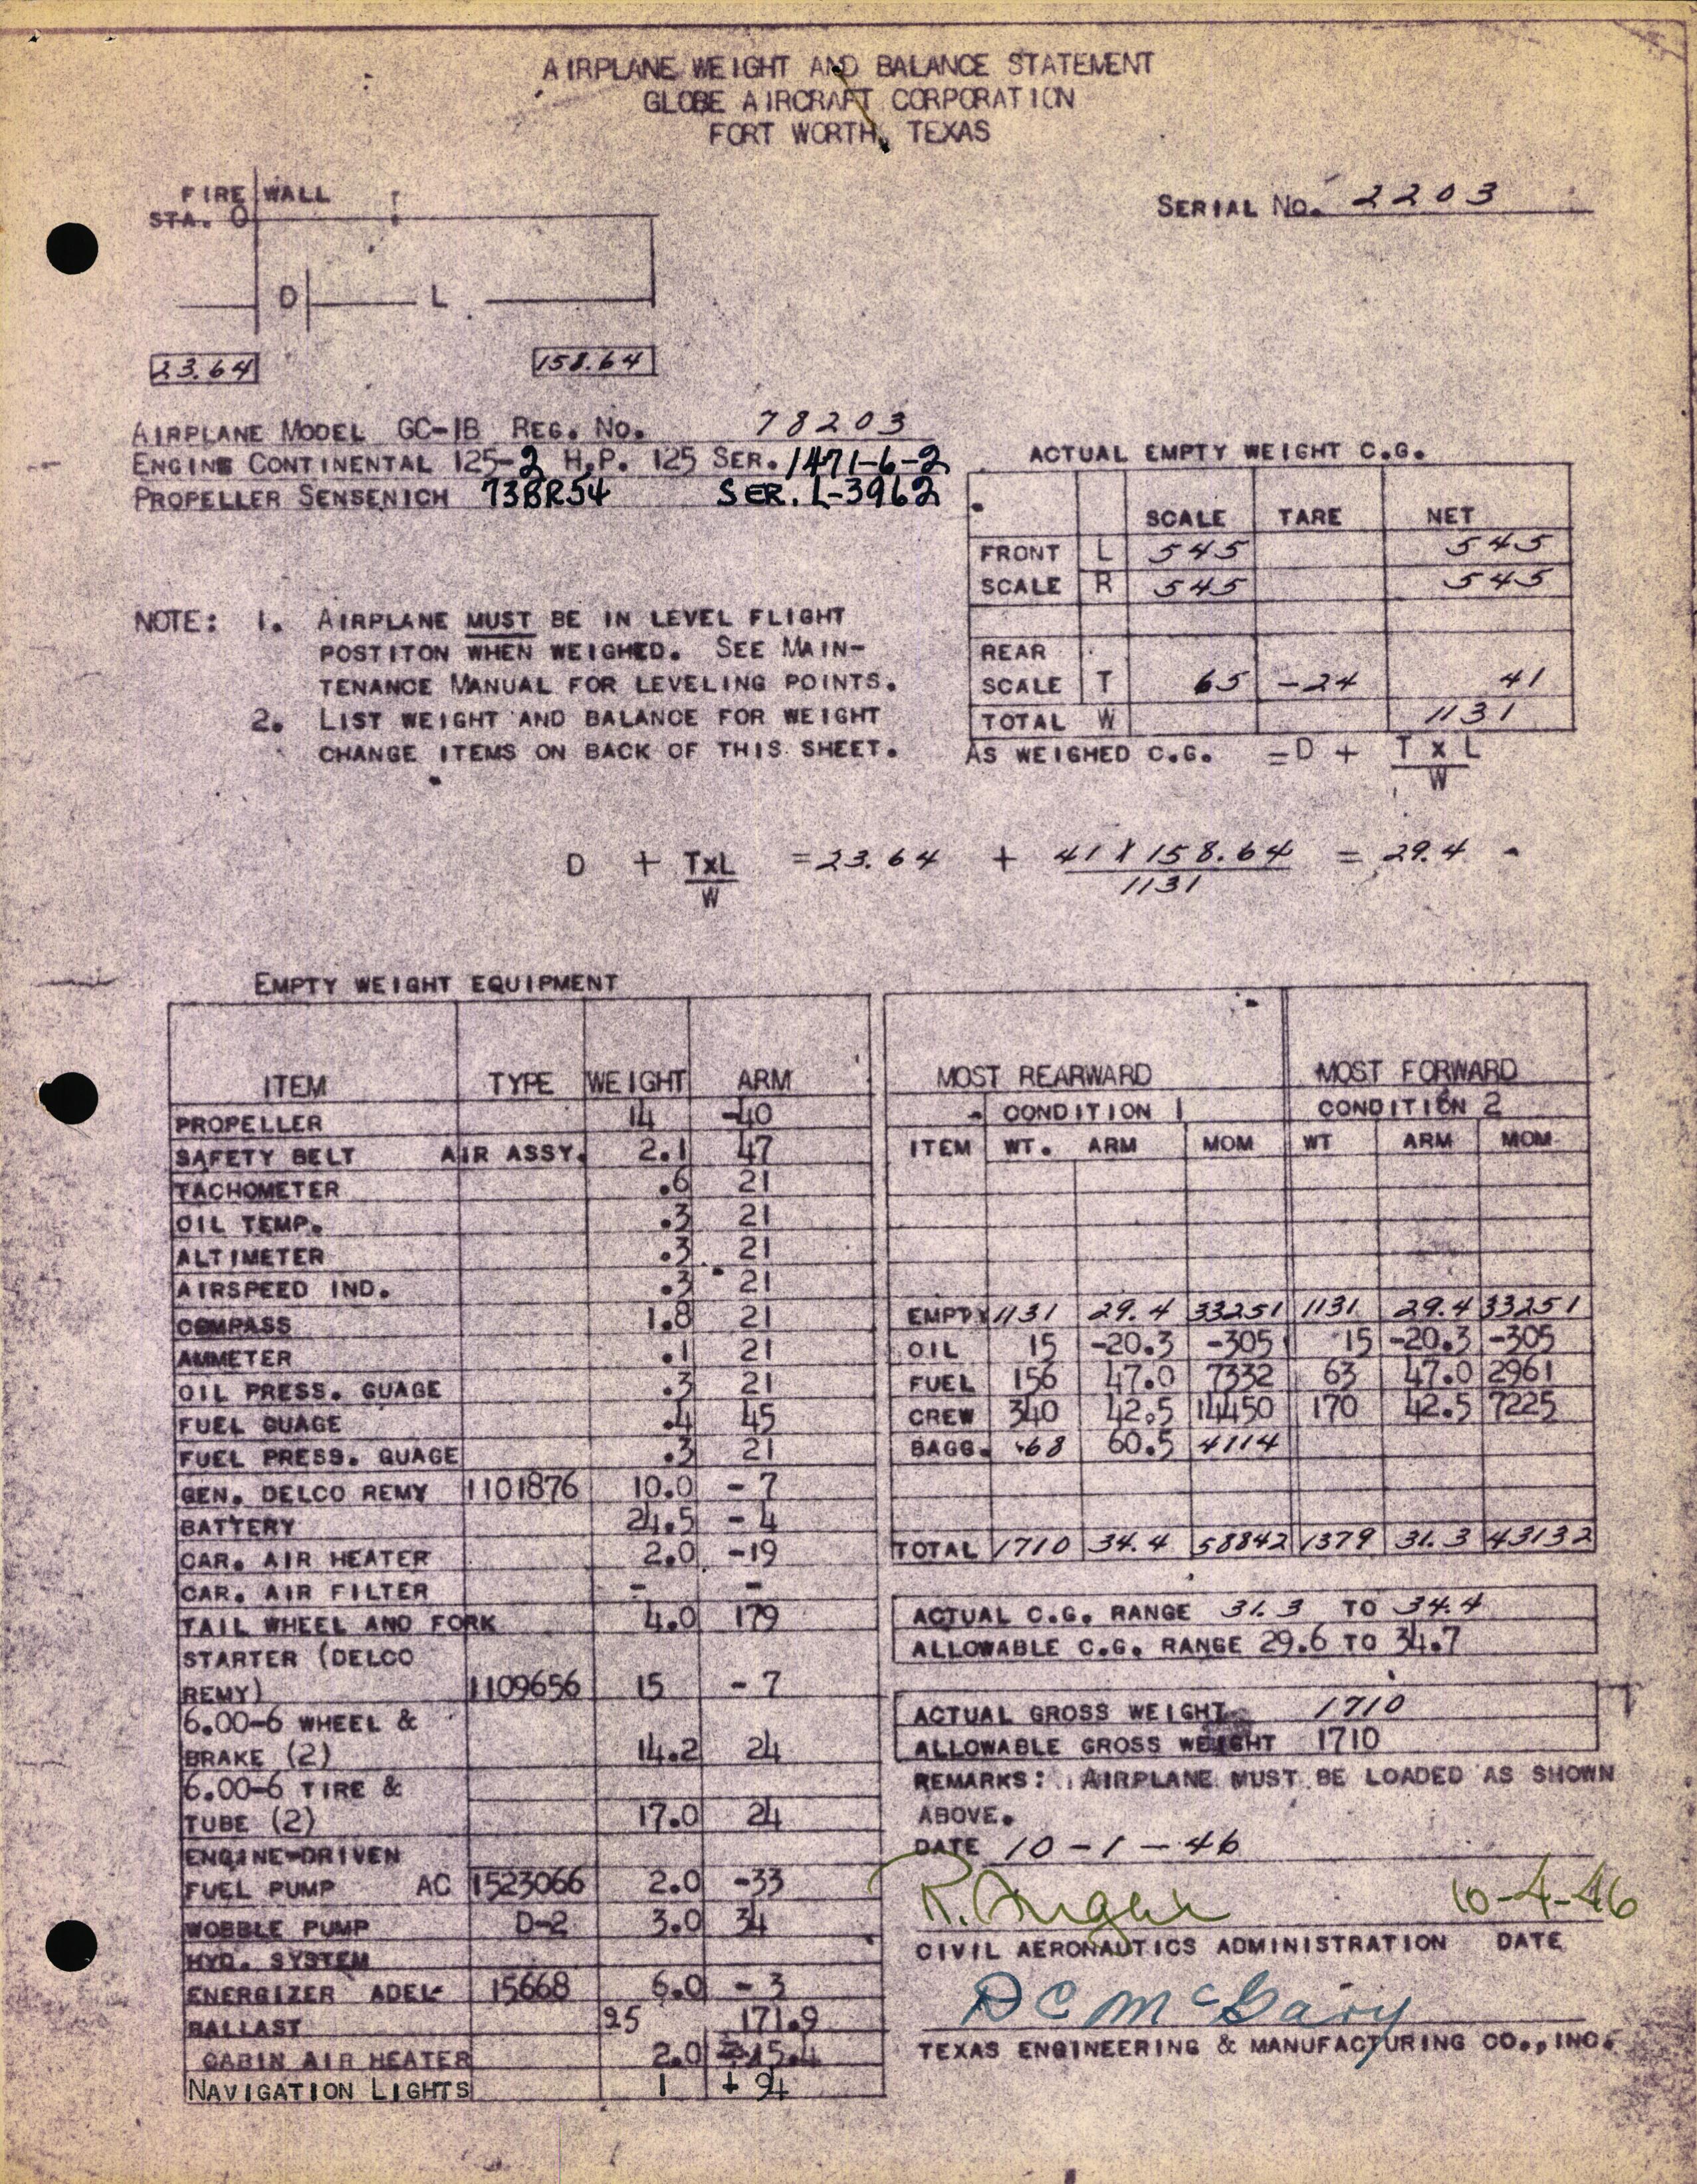 AIRPLANE WEIGHT AND BALANCE STATEMENT
GLOBE AIRCRAFT CORPORATION
FORT WORTH, TEXAS
FIRE WALL
STA. 0
SERIAL NO. 2203
D L
23.64 158.64
AIRPLANE MODEL GC-1B REG. NO. 78203
ENGINE CONTINENTAL 125-2 H.P. 125 SER. 1471-6-2
PROPELLER SENSENICH 73BR54 SER. L-3962
ACTUAL EMPTY WEIGHT C.G.
SCALE TARE NET
FRONT L 545 545
SCALE R 545 545
REAR
SCALE T 65 -24 41
TOTAL W 1131
AS WEIGHED C.G. = D + T x L
W
NOTE: 1. AIRPLANE MUST BE IN LEVEL FLIGHT
POSTITON WHEN WEIGHED. SEE MAIN-
TENANCE MANUAL FOR LEVELING POINTS.
2. LIST WEIGHT AND BALANCE FOR WEIGHT
CHANGE ITEMS ON BACK OF THIS SHEET.
D + TxL = 23.64 + 41 X 158.64 = 29.4
W 1131
EMPTY WEIGHT EQUIPMENT
ITEM TYPE WEIGHT ARM
PROPELLER 14 -40
SAFETY BELT AIR ASSY. 2.1 47
TACHOMETER .6 21
OIL TEMP. .3 21
ALTIMETER .3 21
AIRSPEED IND. .3 21
COMPASS 1.8 21
AMMETER .1 21
OIL PRESS. GUAGE .3 21
FUEL GUAGE .4 45
FUEL PRESS. GUAGE .3 21
GEN. DELCO REMY 1101876 10.0 - 7
BATTERY 24.5 - 4
CAR. AIR HEATER 2.0 -19
CAR. AIR FILTER - -
TAIL WHEEL AND FORK 4.0 179
STARTER (DELCO
REMY) 1109656 15 - 7
6.00-6 WHEEL &
BRAKE (2) 14.2 24
6.00-6 TIRE &
TUBE (2) 17.0 24
ENGINE-DRIVEN
FUEL PUMP AC 1523066 2.0 -33
WOBBLE PUMP D-2 3.0 34
HYD. SYSTEM
ENERGIZER ADEL- 15668 6.0 - 3
BALLAST 25 171.9
CABIN AIR HEATER 2.0 -15.4
NAVIGATION LIGHTS 1 + 94
MOST REARWARD MOST FORWARD
CONDITION 1 CONDITION 2
ITEM WT. ARM MOM WT ARM MOM
EMPTY 1131 29.4 33251 1131 29.4 33251
OIL 15 -20.3 -305 15 -20.3 -305
FUEL 156 47.0 7332 63 47.0 2961
CREW 340 42.5 14450 170 42.5 7225
BAGG. 68 60.5 4114
TOTAL 1710 34.4 58842 1379 31.3 43132
ACTUAL C.G. RANGE 31.3 TO 34.4
ALLOWABLE C.G. RANGE 29.6 TO 34.7
ACTUAL GROSS WEIGHT 1710
ALLOWABLE GROSS WEIGHT 1710
REMARKS: AIRPLANE MUST BE LOADED AS SHOWN
ABOVE.
DATE 10-1-46
10-4-46
CIVIL AERONAUTICS ADMINISTRATION DATE
D C McGary
TEXAS ENGINEERING & MANUFACTURING CO., INC.